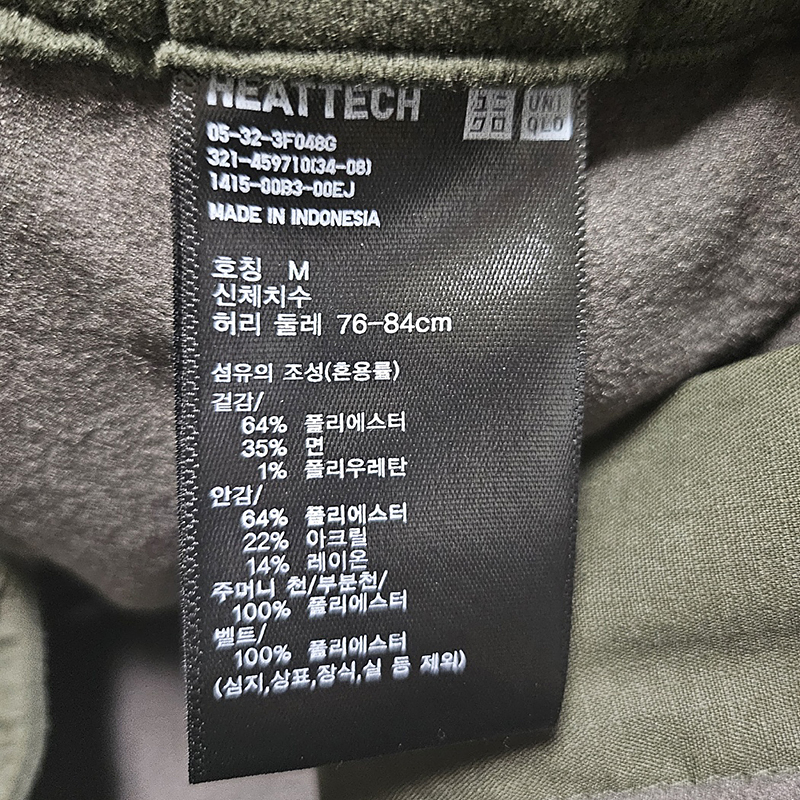 HEATTECH
UNI QLO
05-32-3F048G
321-459710(34-08)
1415-00B3-00EJ
MADE IN INDONESIA
호칭 M
신체치수
허리 둘레 76-84cm
섬유의 조성(혼용률)
겉감/
64% 폴리에스터
35% 면
1% 폴리우레탄
안감/
64% 폴리에스터
22% 아크릴
14% 레이온
주머니 천/부분천/
100% 폴리에스터
벨트/
100% 폴리에스터
(심지,상표,장식,실 등 제외)